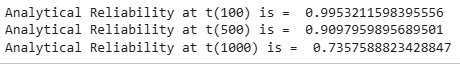 Analytical Reliability at t(100) is =  0.9953211598395556
Analytical Reliability at t(500) is =  0.9097959895689501
Analytical Reliability at t(1000) is =  0.7357588823428847